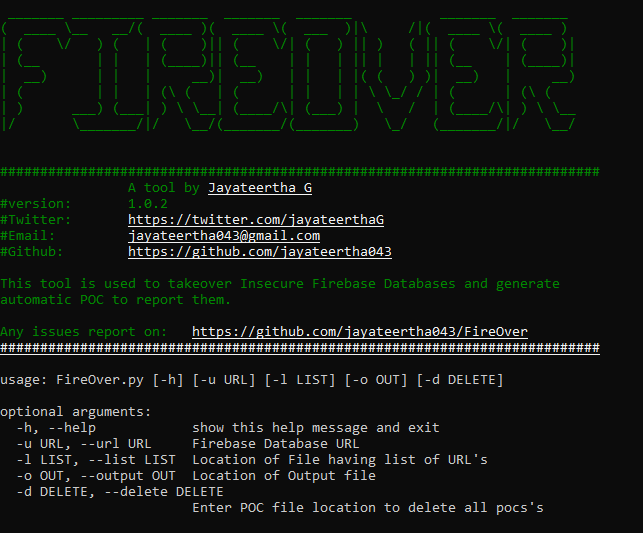 FIREOVER
################################################################################
A tool by Jayateertha G
#version: 1.0.2
#Twitter: https://twitter.com/jayateerthaG
#Email: jayateertha043@gmail.com
#Github: https://github.com/jayateertha043
This tool is used to takeover Insecure Firebase Databases and generate
automatic POC to report them.
Any issues report on: https://github.com/jayateertha043/FireOver
################################################################################
usage: FireOver.py [-h] [-u URL] [-l LIST] [-o OUT] [-d DELETE]
optional arguments:
-h, --help show this help message and exit
-u URL, --url URL Firebase Database URL
-l LIST, --list LIST Location of File having list of URL's
-o OUT, --output OUT Location of Output file
-d DELETE, --delete DELETE
Enter POC file location to delete all pocs's